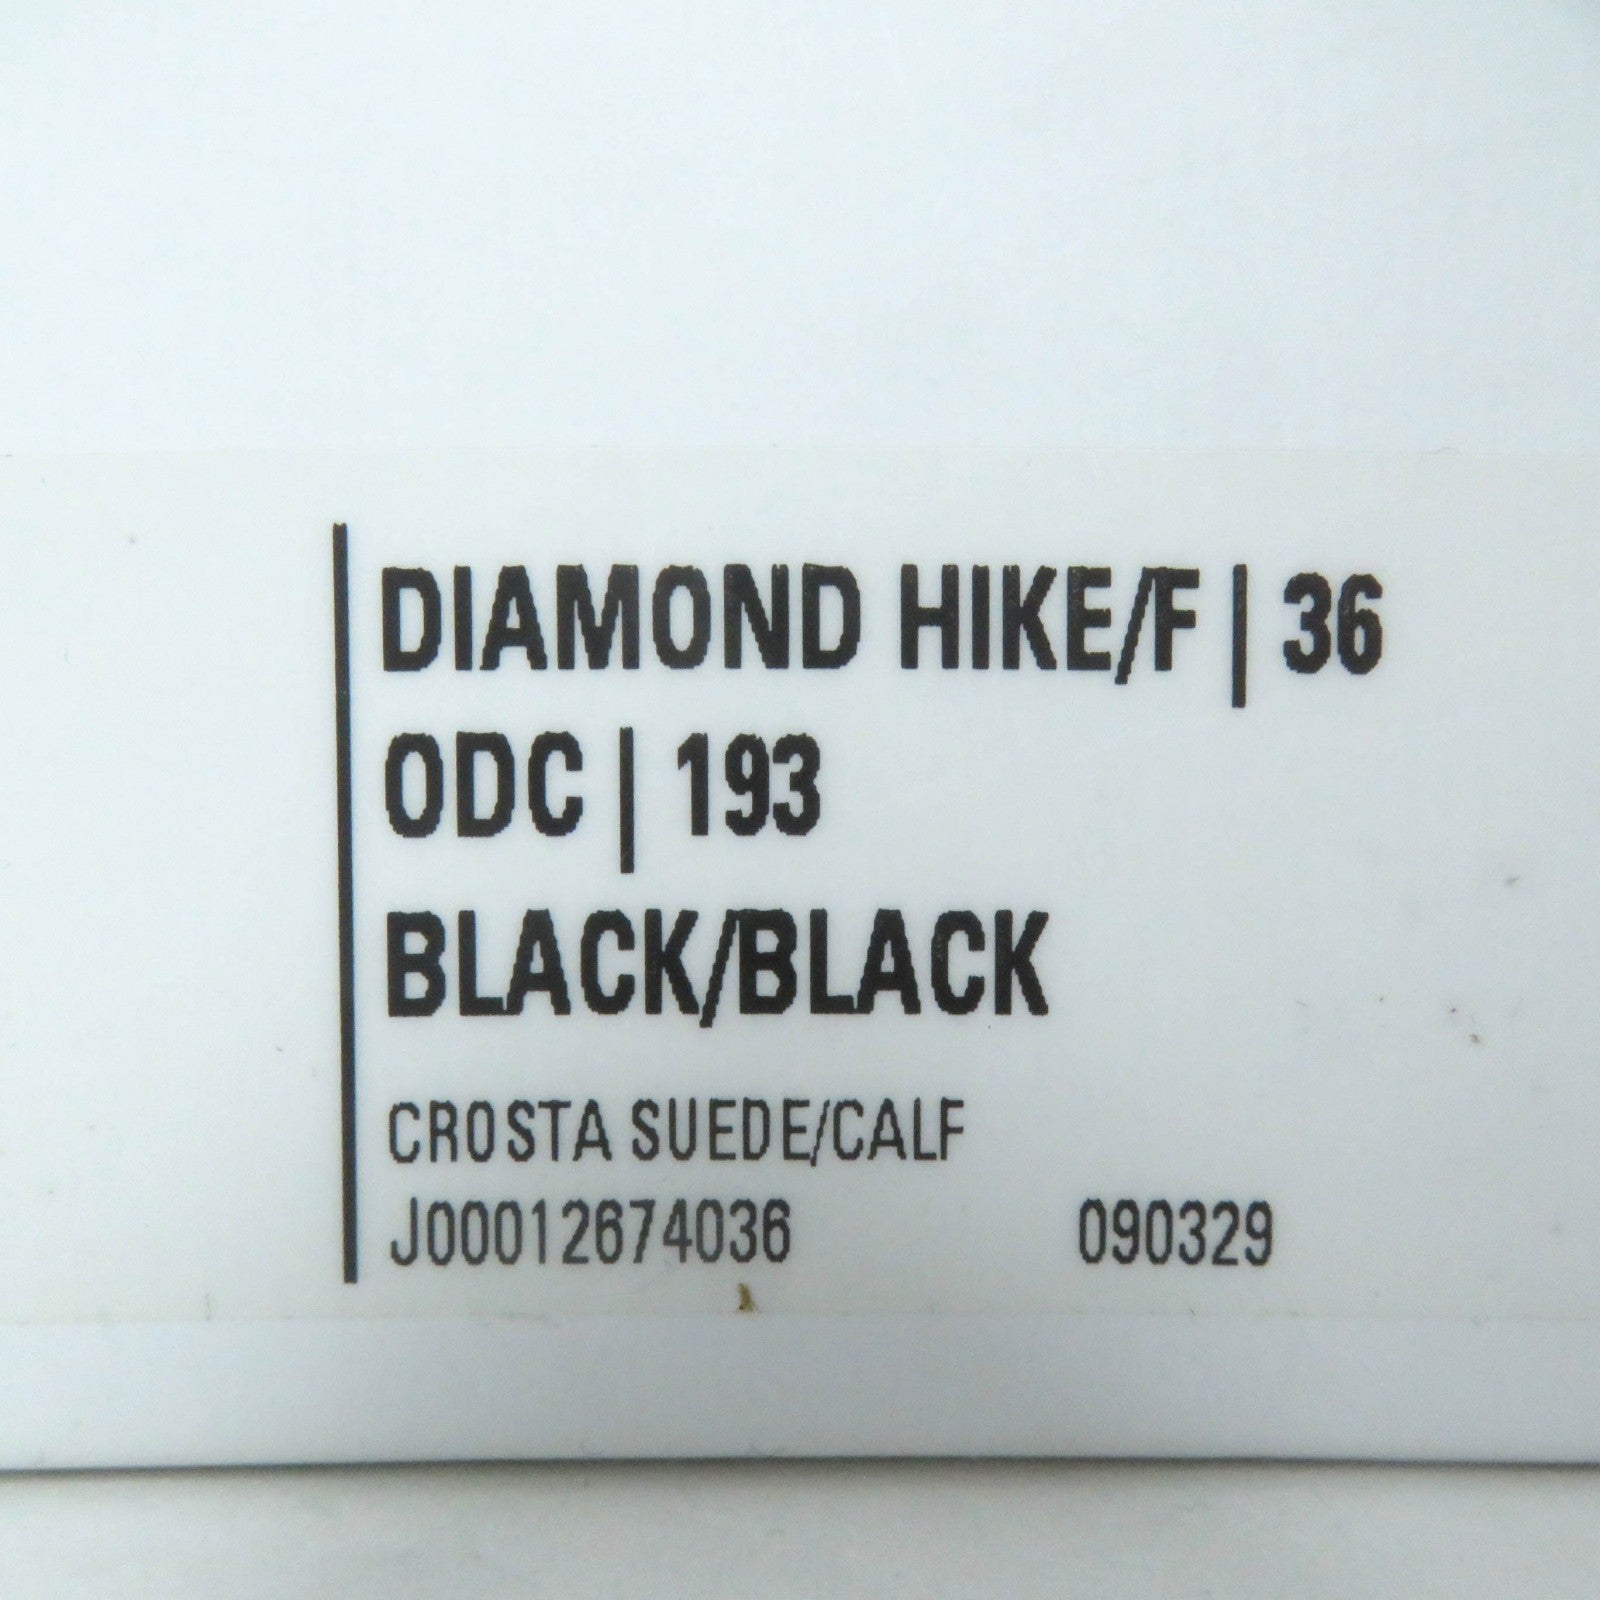 DIAMOND HIKE/F | 36
ODC | 193
BLACK/BLACK
CROSTA SUEDE/CALF
J00012674036 090329